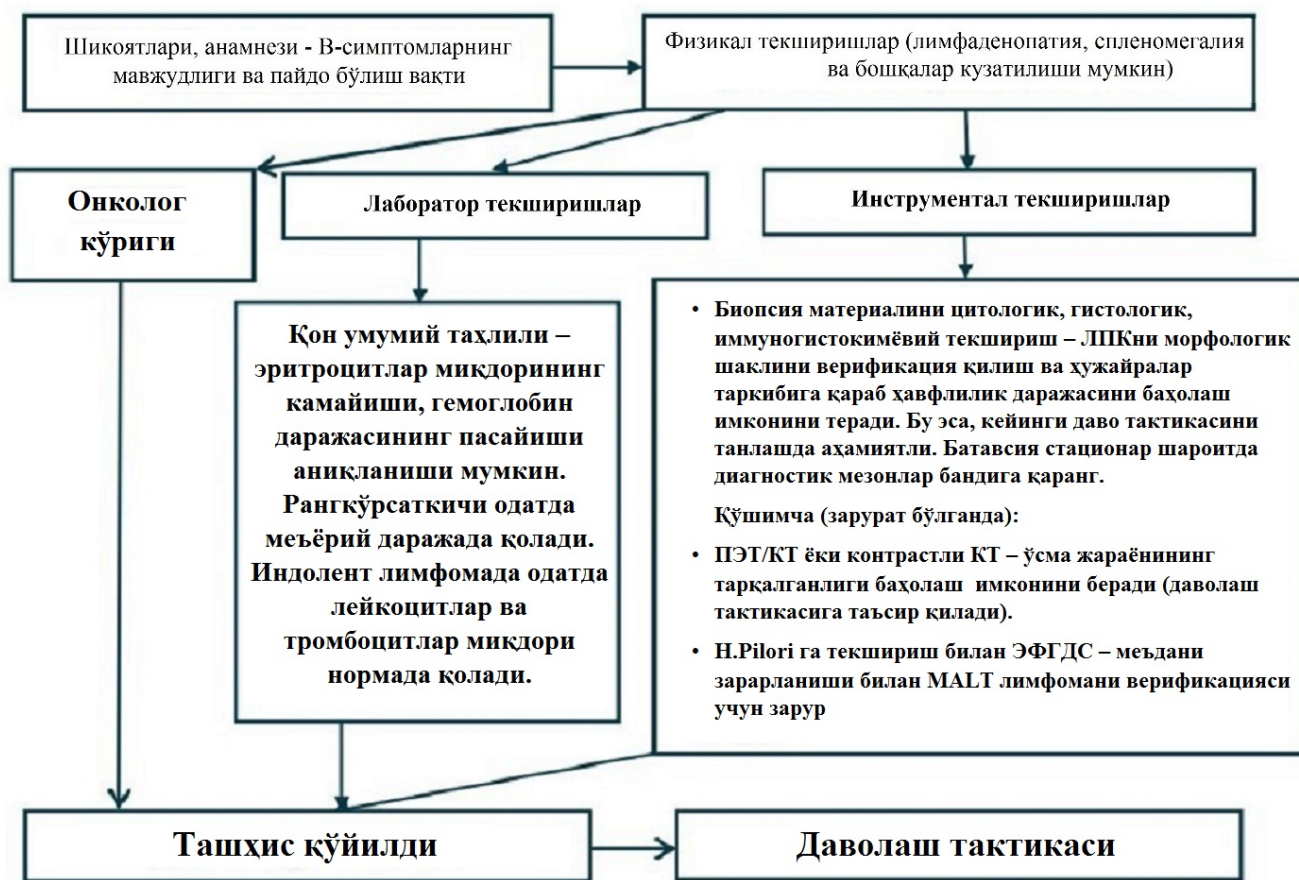 Шикоятлари, анамнези - В-симптомларнинг
мавжудлиги ва пайдо бўлиш вақти
Физикал текширишлар (лимфаденопатия, спленомегалия
ва бошқалар кузатилиши мумкин)
Онколог
кўриги
Лаборатор текширишлар
Инструментал текширишлар
Қон умумий таҳлили –
эритроцитлар миқдорининг
камайиши, гемоглобин
даражасининг пасайиши
аниқланиши мумкин.
Рангкўрсаткичи одатда
меъёрий даражада қолади.
Индолент лимфомада одатда
лейкоцитлар ва
тромбоцитлар миқдори
нормада қолади.
• Биопсия материалини цитологик, гистологик,
иммуногистокимёвий текшириш – ЛПКни морфологик
шаклини верификация қилиш ва ҳужайралар
таркибига қараб ҳавфлилик даражасини баҳолаш
имконини теради. Бу эса, кейинги даво тактикасини
танлашда аҳамиятли. Батавсия стационар шароитда
диагностик мезонлар бандига қаранг.
Қўшимча (зарурат бўлганда):
• ПЭТ/КТ ёки контрастли КТ – ўсма жараёнининг
тарқалганлиги баҳолаш имконини беради (даволаш
тактикасига таъсир қилади).
• H.Pilori га текшириш билан ЭФГДС – меъдани
зарарланиши билан MALT лимфомани верификацияси
учун зарур
Ташҳис қўйилди
Даволаш тактикаси